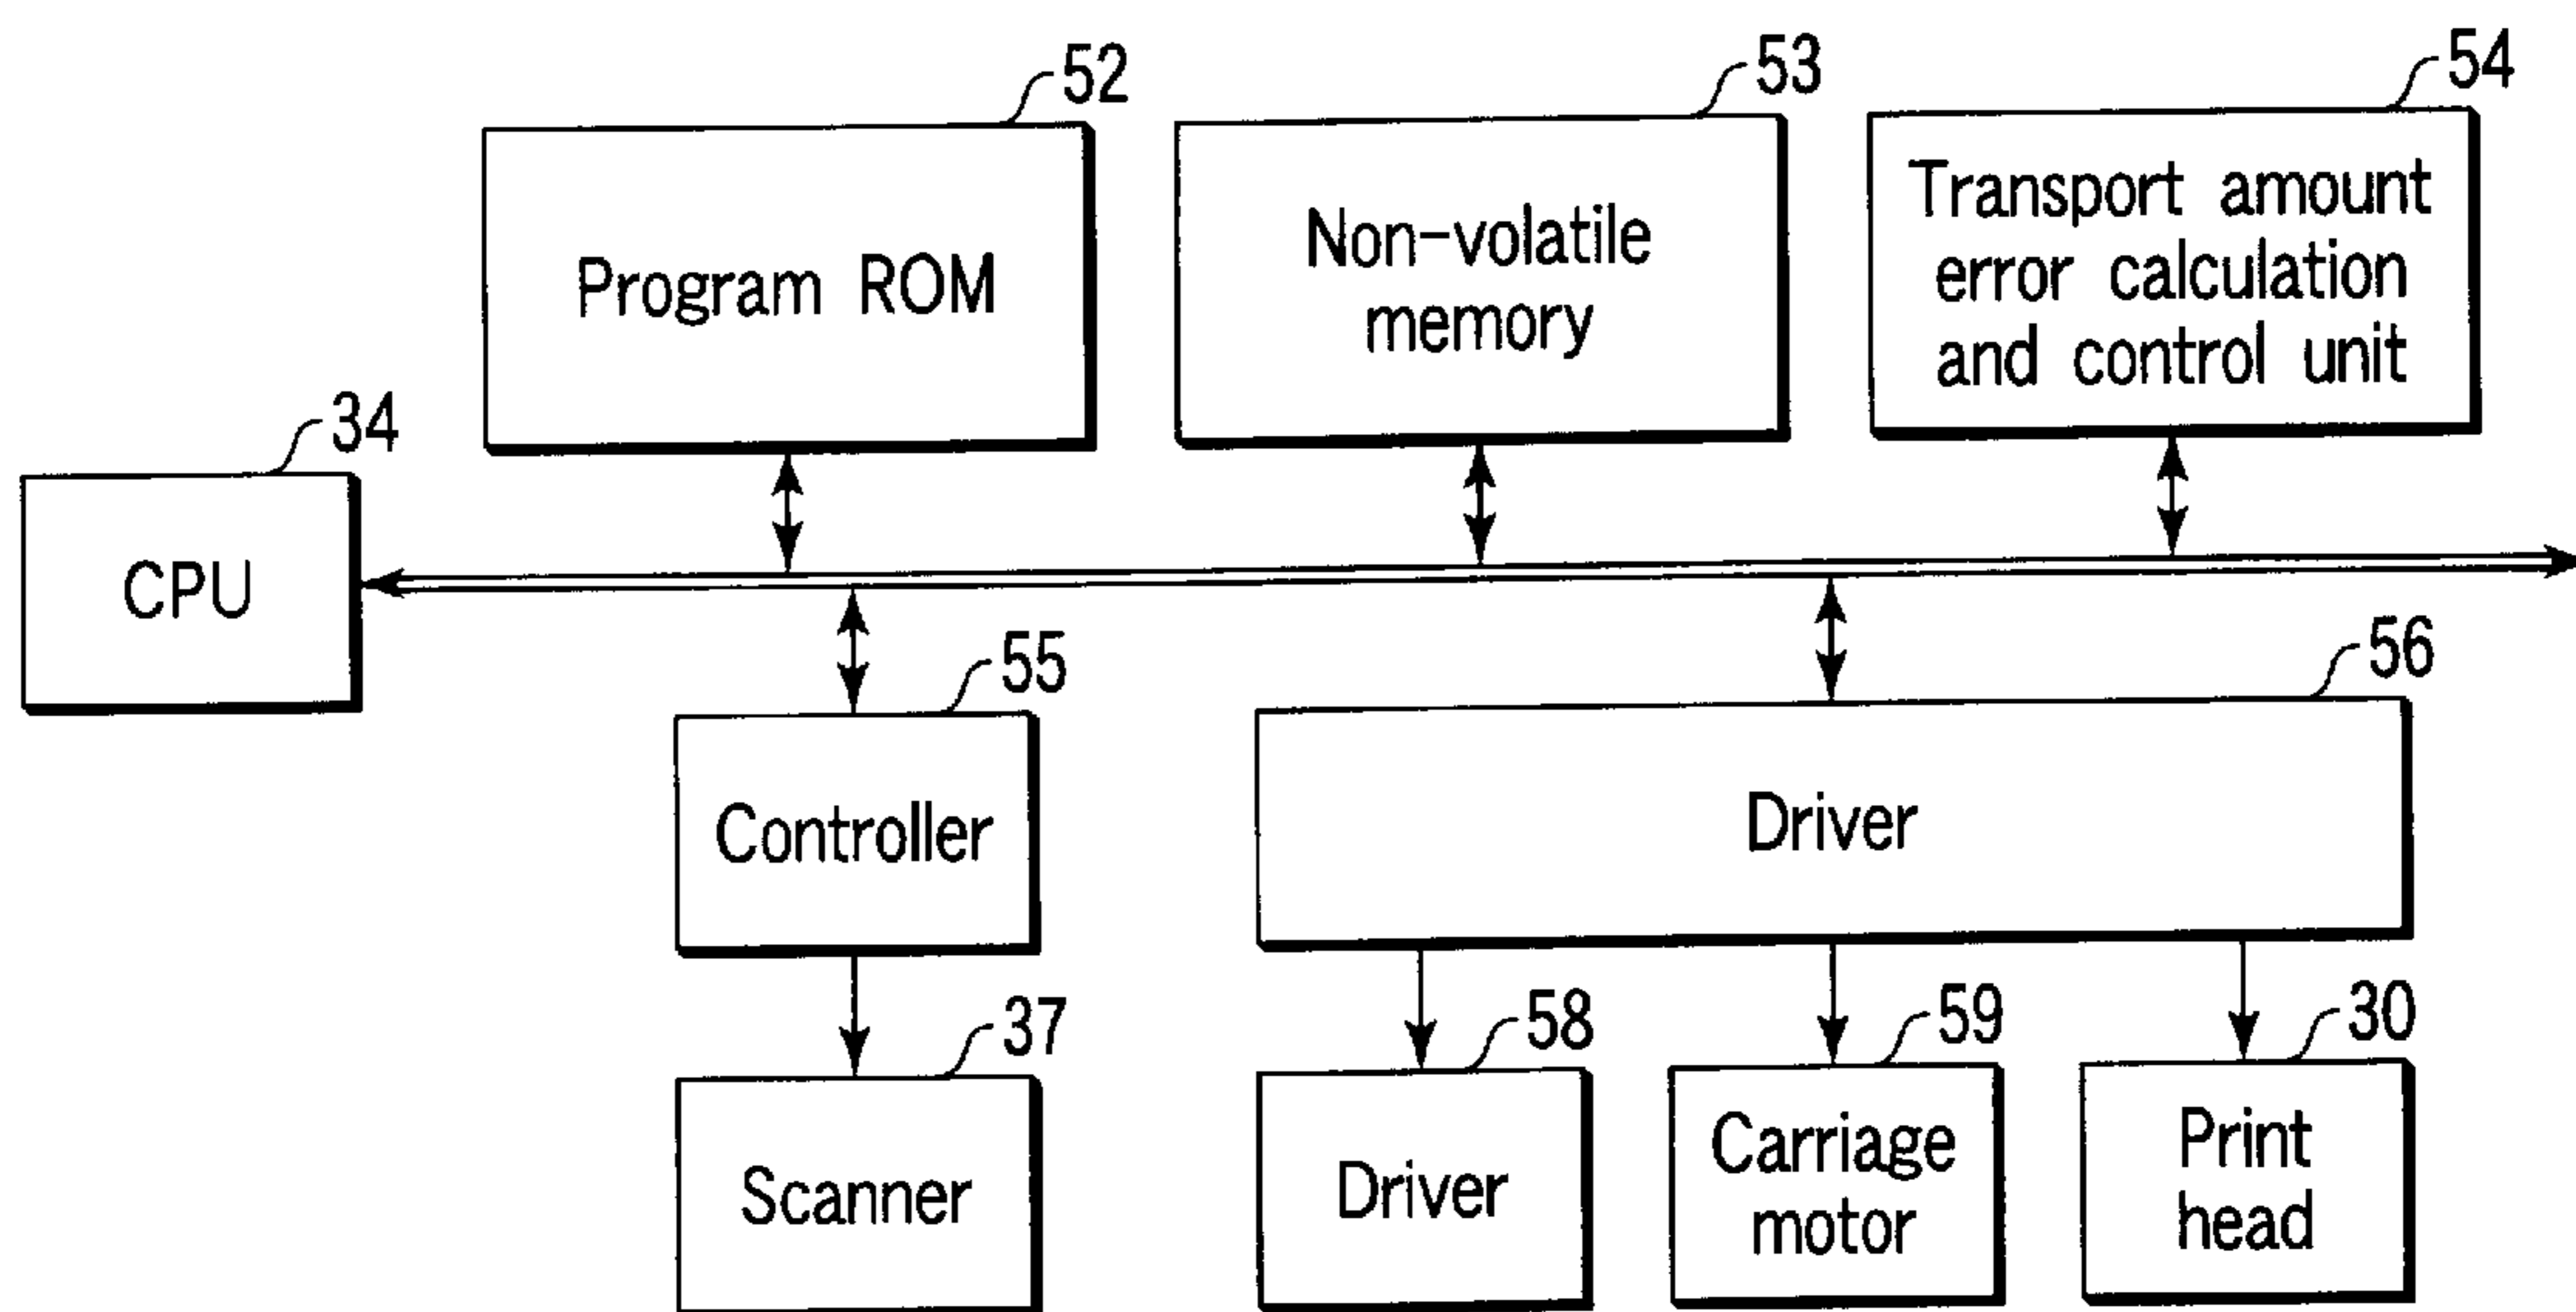 52
Program ROM
53
Non-volatile
memory
54
Transport amount
error calculation
and control unit
34
CPU
55
Controller
56
Driver
37
Scanner
58
Driver
59
Carriage
motor
30
Print
head